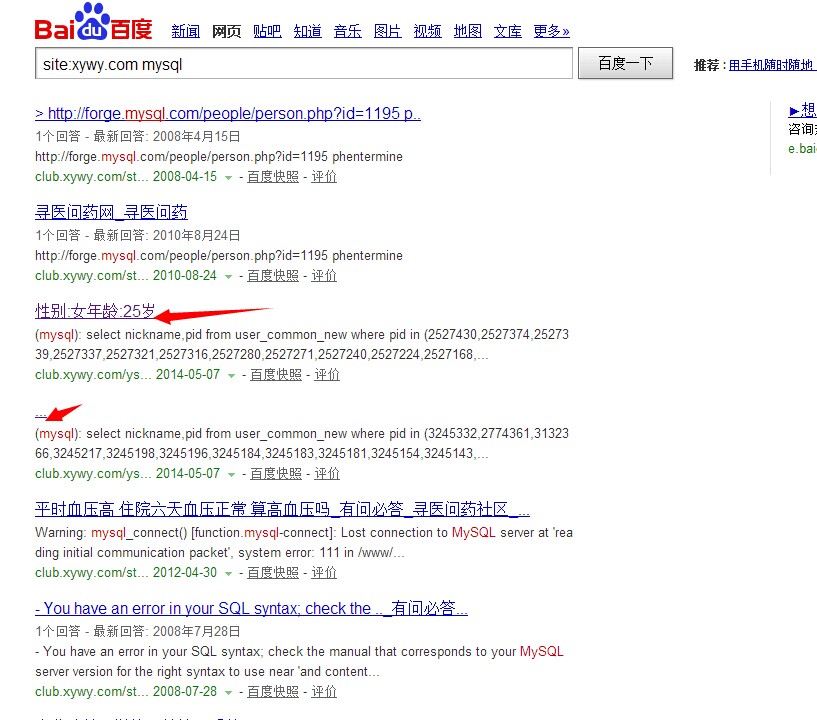 Bai du 百度 新闻 网页 贴吧 知道 音乐 图片 视频 地图 文库 更多»
site:xywy.com mysql 百度一下 推荐 : 用手机随时随地
> http://forge.mysql.com/people/person.php?id=1195 p..
1个回答 - 最新回答: 2008年4月15日
http://forge.mysql.com/people/person.php?id=1195 phentermine
club.xywy.com/st... 2008-04-15 - 百度快照 - 评价
►想
咨询
e.bai
寻医问药网_寻医问药
1个回答 - 最新回答: 2010年8月24日
http://forge.mysql.com/people/person.php?id=1195 phentermine
club.xywy.com/st... 2010-08-24 - 百度快照 - 评价
性别:女年龄:25岁
(mysql): select nickname,pid from user_common_new where pid in (2527430,2527374,25273
39,2527337,2527321,2527316,2527280,2527271,2527240,2527224,2527168,...
club.xywy.com/ys... 2014-05-07 - 百度快照 - 评价
...
(mysql): select nickname,pid from user_common_new where pid in (3245332,2774361,31323
66,3245217,3245198,3245196,3245184,3245183,3245181,3245154,3245143,...
club.xywy.com/ys... 2014-05-07 - 百度快照 - 评价
平时血压高 住院六天血压正常 算高血压吗_有问必答_寻医问药社区_...
Warning: mysql_connect() [function.mysql-connect]: Lost connection to MySQL server at 'rea
ding initial communication packet', system error: 111 in /www/...
club.xywy.com/st... 2012-04-30 - 百度快照 - 评价
- You have an error in your SQL syntax; check the .._有问必答...
1个回答 - 最新回答: 2008年7月28日
- You have an error in your SQL syntax; check the manual that corresponds to your MySQL
server version for the right syntax to use near 'and content...
club.xywy.com/st... 2008-07-28 - 百度快照 - 评价